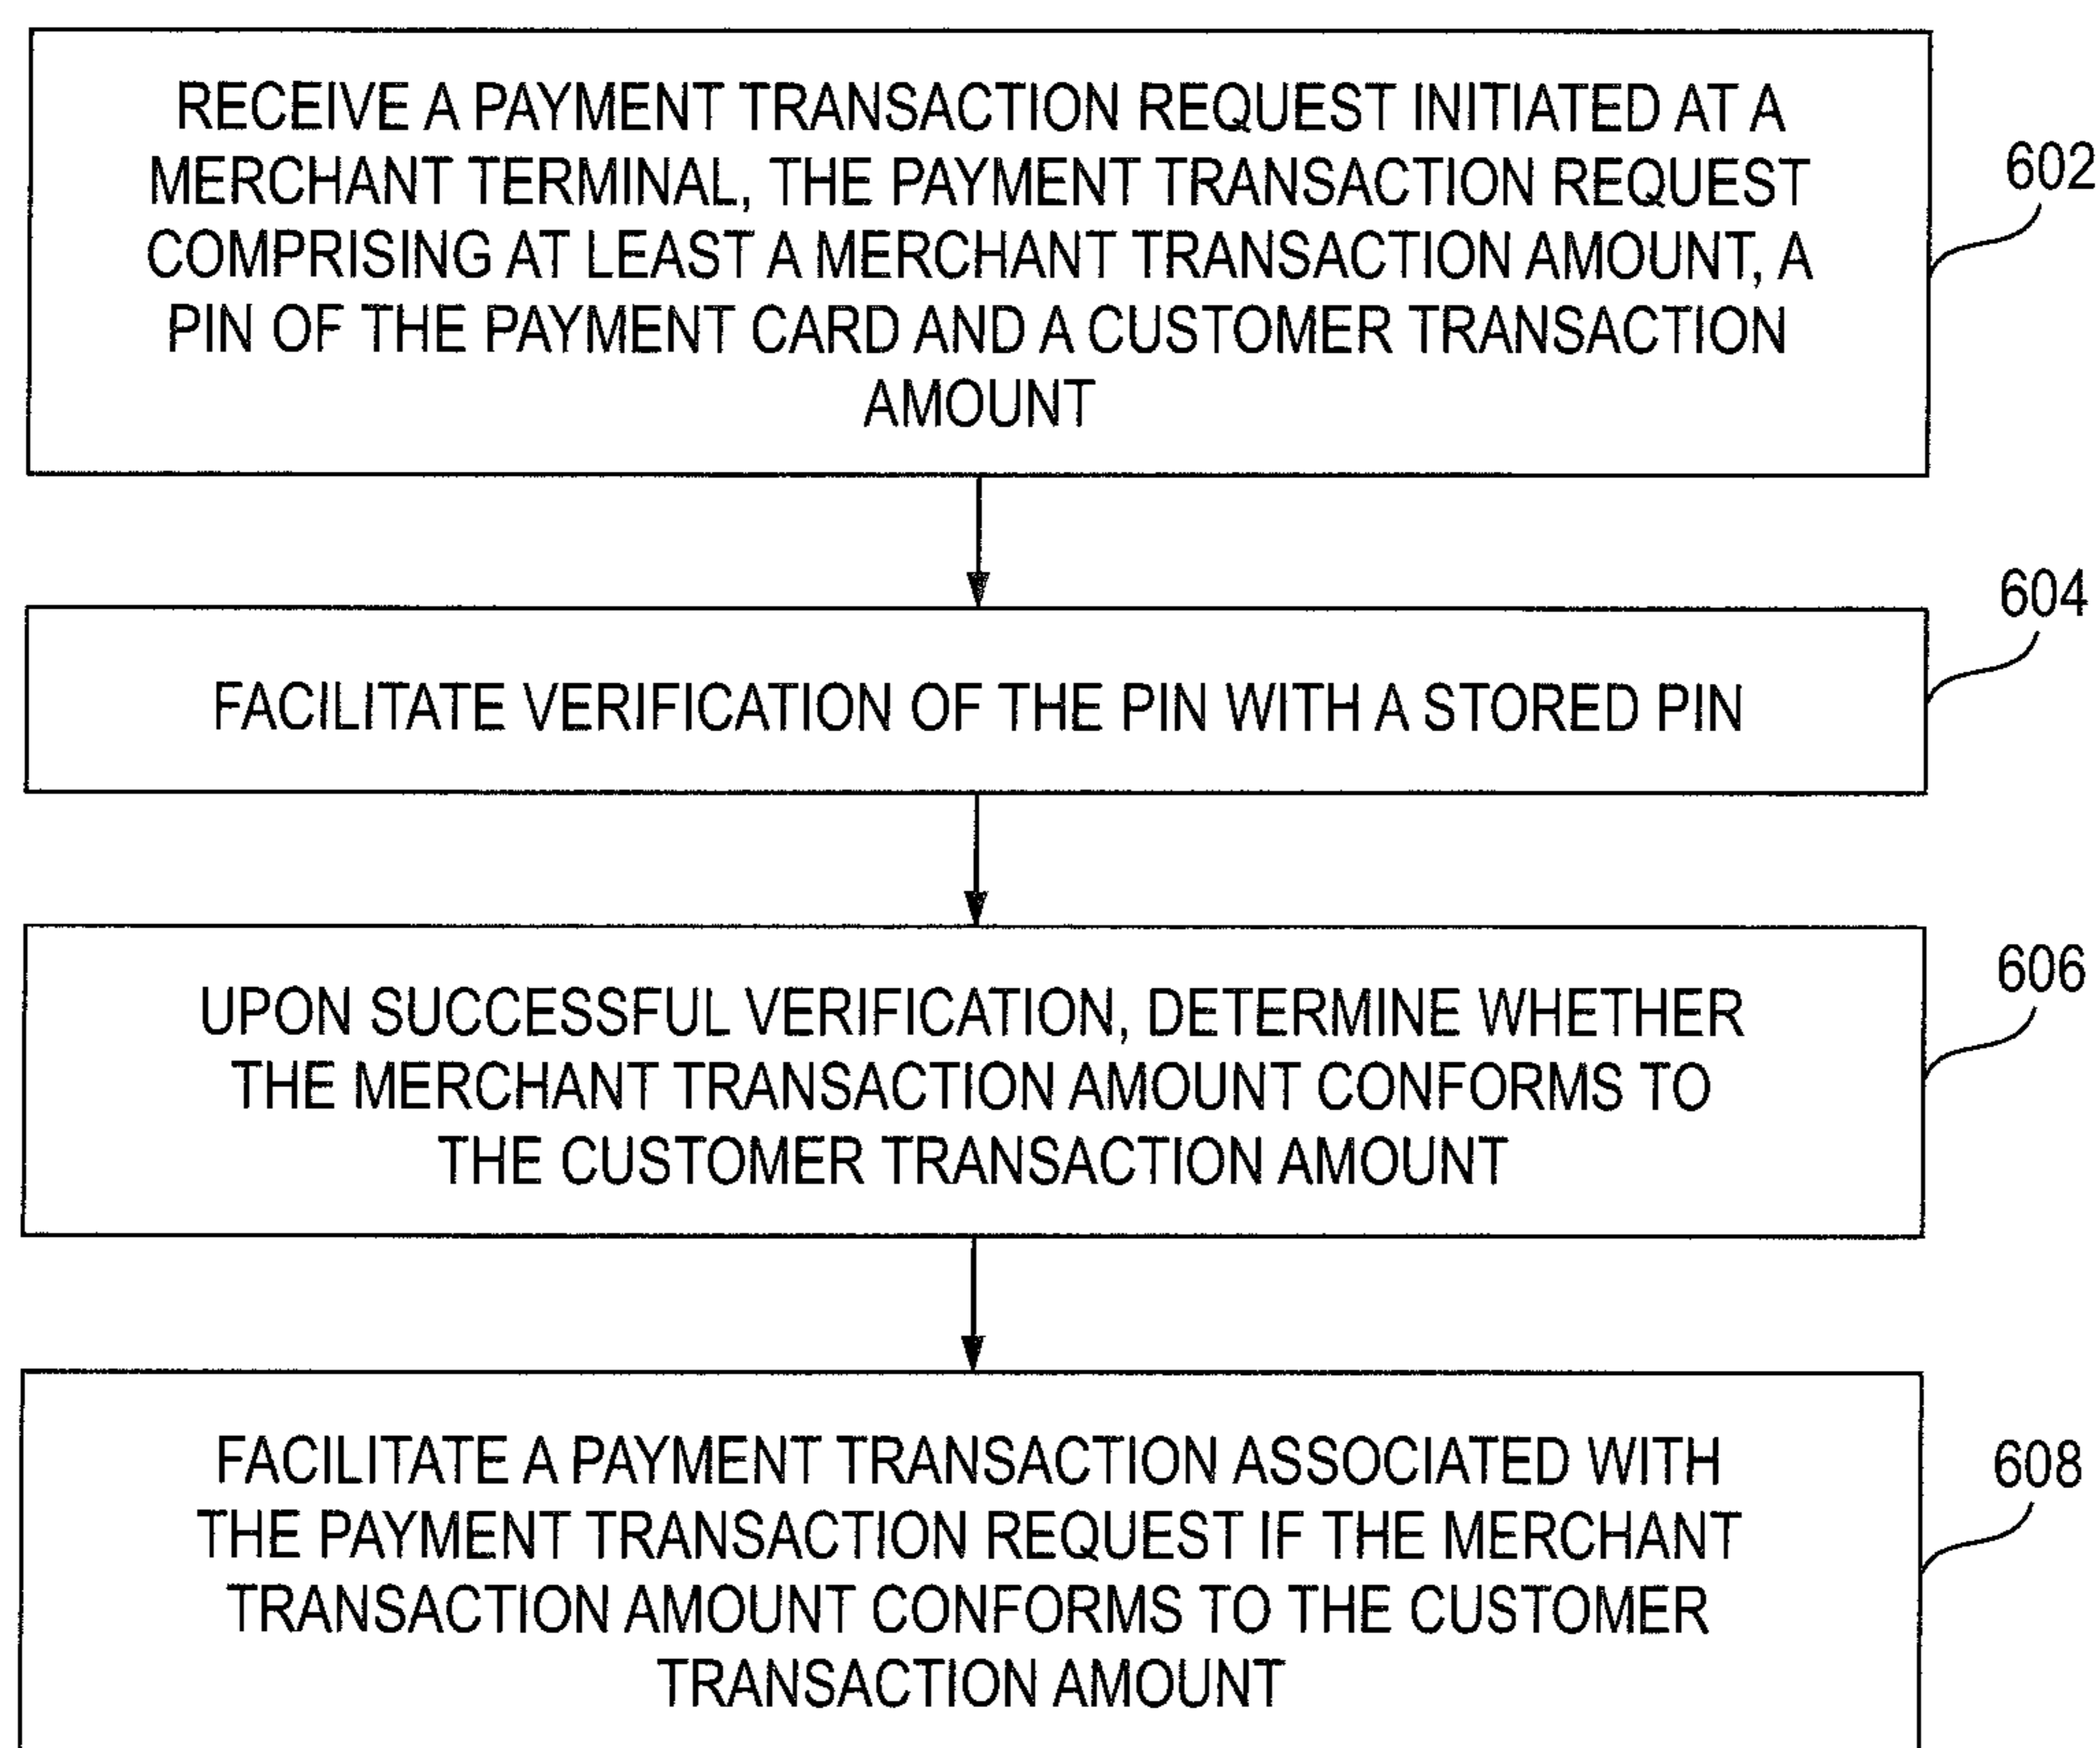 RECEIVE A PAYMENT TRANSACTION REQUEST INITIATED AT A
MERCHANT TERMINAL, THE PAYMENT TRANSACTION REQUEST
COMPRISING AT LEAST A MERCHANT TRANSACTION AMOUNT, A
PIN OF THE PAYMENT CARD AND A CUSTOMER TRANSACTION
AMOUNT
602
FACILITATE VERIFICATION OF THE PIN WITH A STORED PIN
604
UPON SUCCESSFUL VERIFICATION, DETERMINE WHETHER
THE MERCHANT TRANSACTION AMOUNT CONFORMS TO
THE CUSTOMER TRANSACTION AMOUNT
606
FACILITATE A PAYMENT TRANSACTION ASSOCIATED WITH
THE PAYMENT TRANSACTION REQUEST IF THE MERCHANT
TRANSACTION AMOUNT CONFORMS TO THE CUSTOMER
TRANSACTION AMOUNT
608